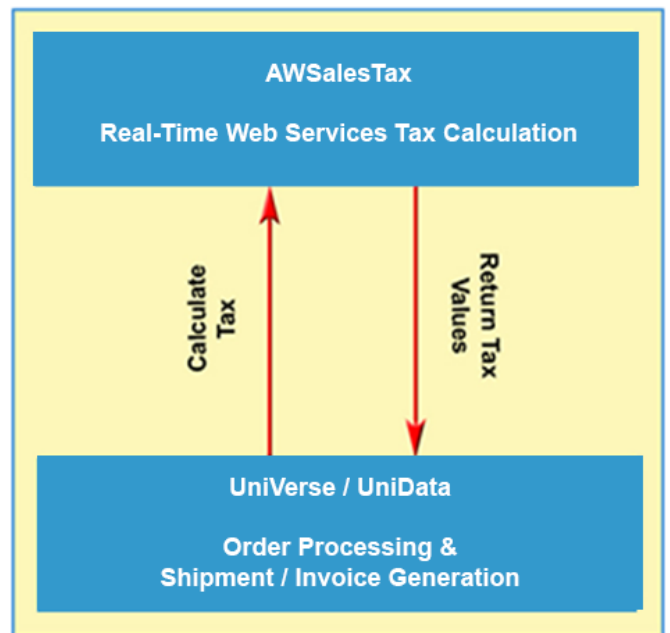 AWSalesTax
Real-Time Web Services Tax Calculation
Calculate
Tax
Return Tax
Values
UniVerse / UniData
Order Processing &
Shipment / Invoice Generation